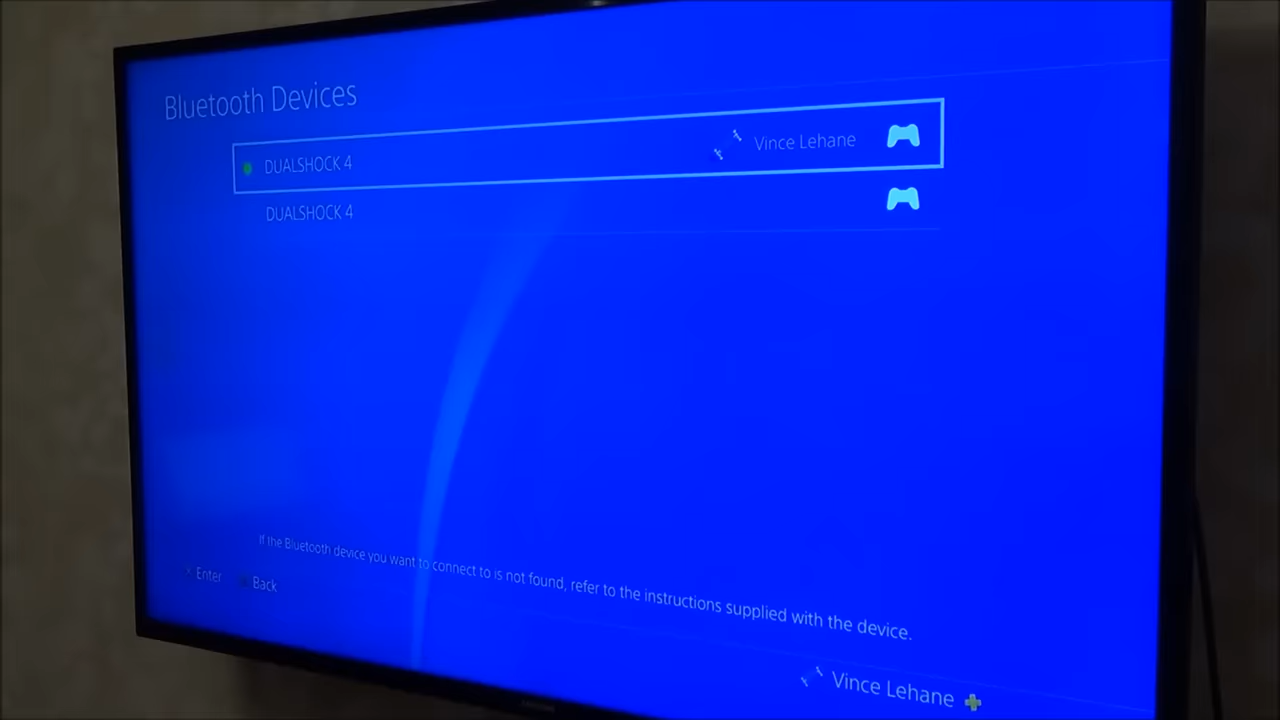 Bluetooth Devices
DUALSHOCK 4 Vince Lehane
DUALSHOCK 4
If the Bluetooth device you want to connect to is not found, refer to the instructions supplied with the device.
Enter Back
Vince Lehane